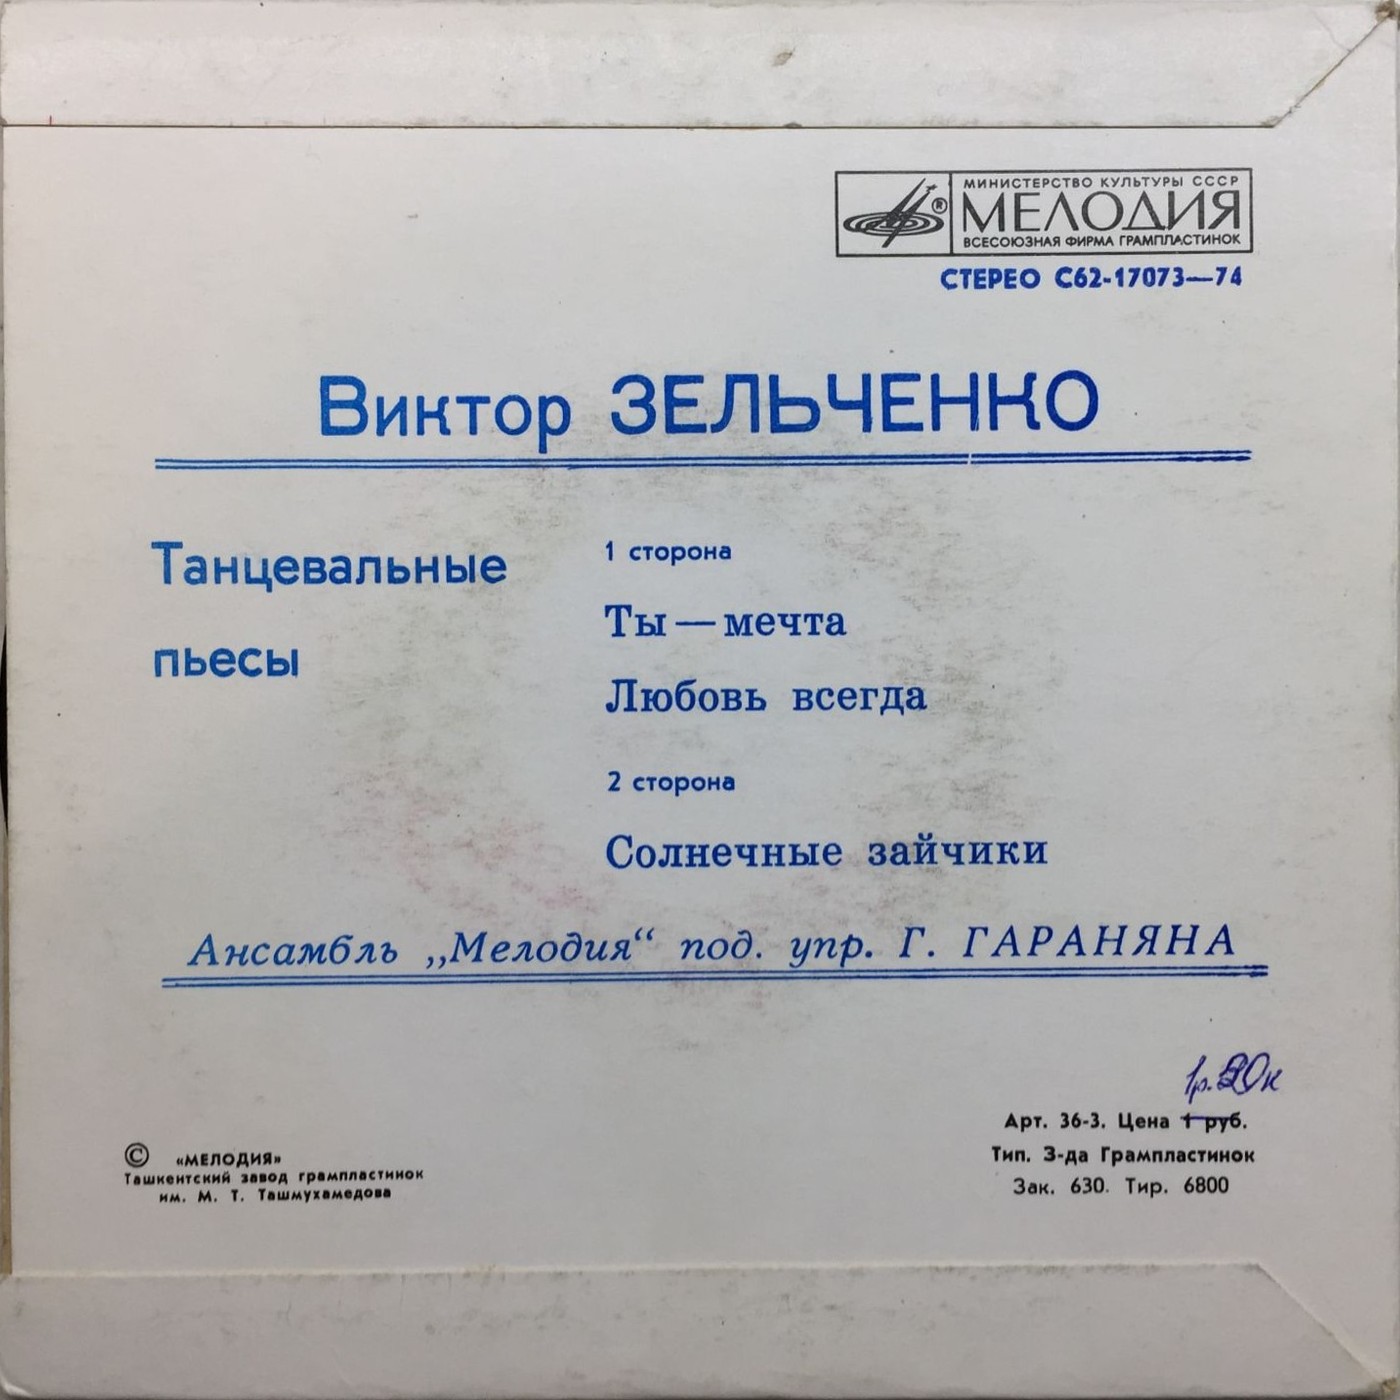 МИНИСТЕРСТВО КУЛЬТУРЫ СССР
МЕЛОДИЯ
ВСЕСОЮЗНАЯ ФИРМА ГРАМПЛАСТИНОК
®
СТЕРЕО С62-17073—74
Виктор ЗЕЛЬЧЕНКО
Танцевальные
пьесы
1 сторона
Ты — мечта
Любовь всегда
2 сторона
Солнечные зайчики
Ансамбль „Мелодия“ под. упр. Г. ГАРАНЯНА
© «МЕЛОДИЯ»
Ташкентский завод грампластинок
им. М. Т. Ташмухамедова
1р.20к
Арт. 36-3. Цена 1 руб.
Тип. З-да Грампластинок
Зак. 630. Тир. 6800